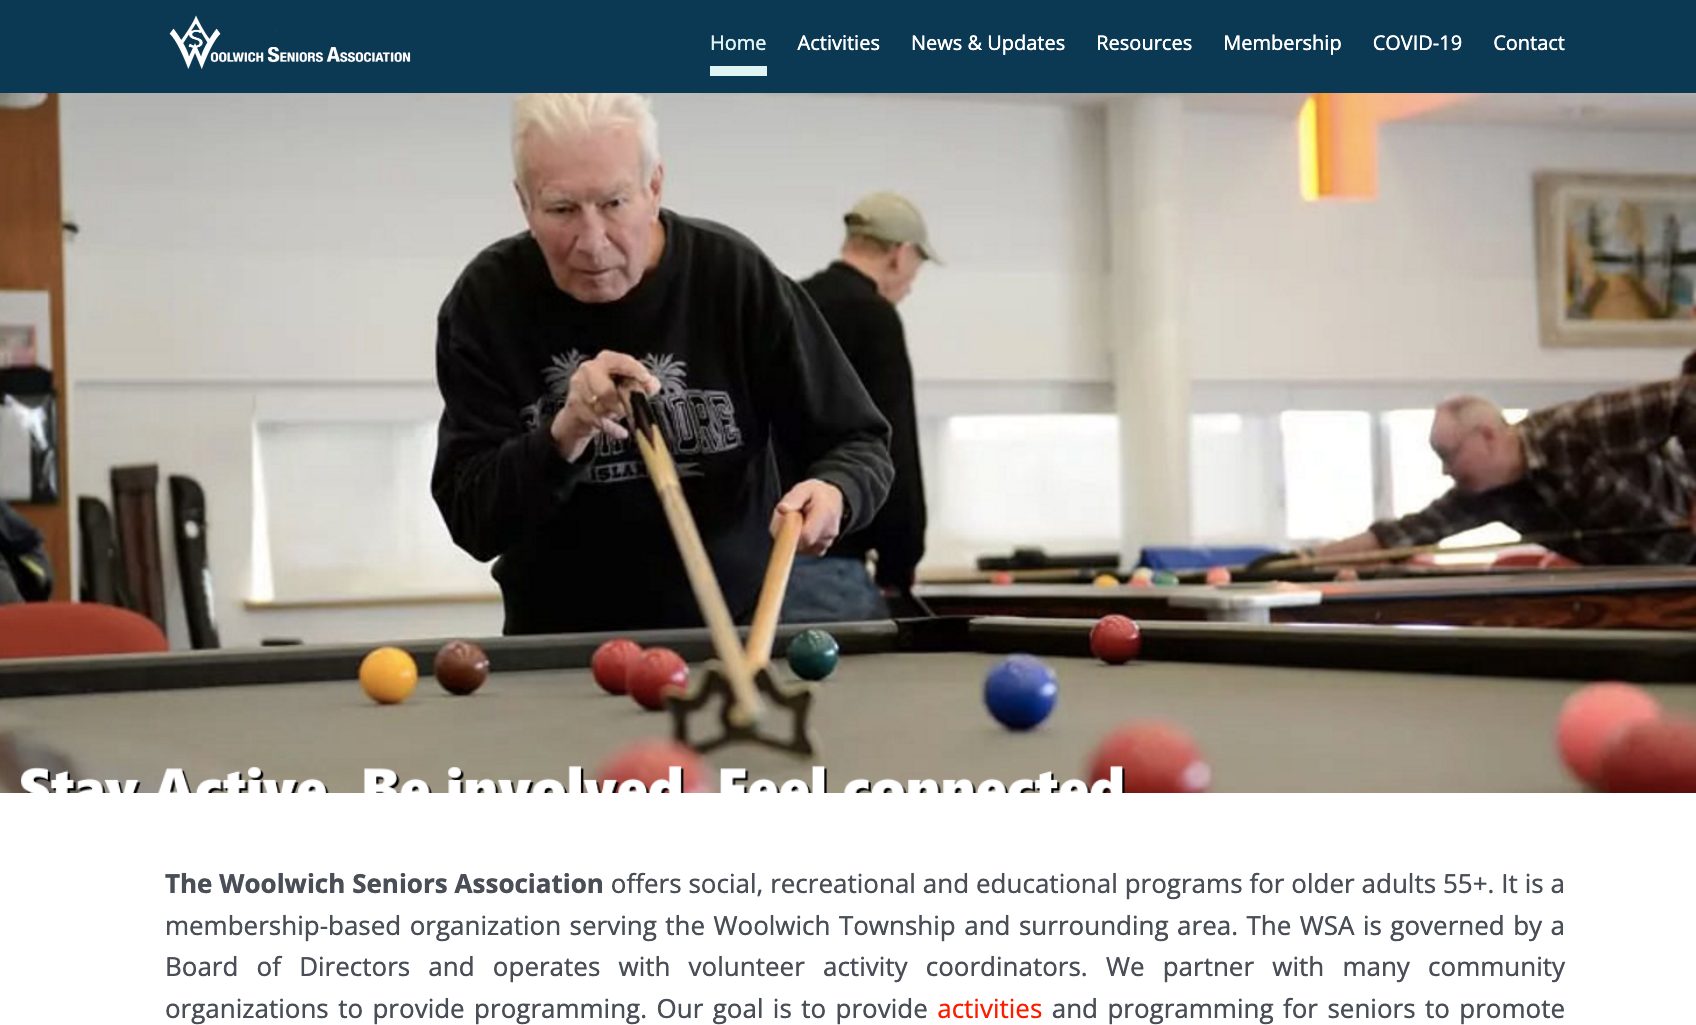 WSA
WOOLWICH SENIORS ASSOCIATION
Home Activities News & Updates Resources Membership COVID-19 Contact
ISLAND
Stay Active. Be involved. Feel connected.
The Woolwich Seniors Association offers social, recreational and educational programs for older adults 55+. It is a
membership-based organization serving the Woolwich Township and surrounding area. The WSA is governed by a
Board of Directors and operates with volunteer activity coordinators. We partner with many community
organizations to provide programming. Our goal is to provide activities and programming for seniors to promote